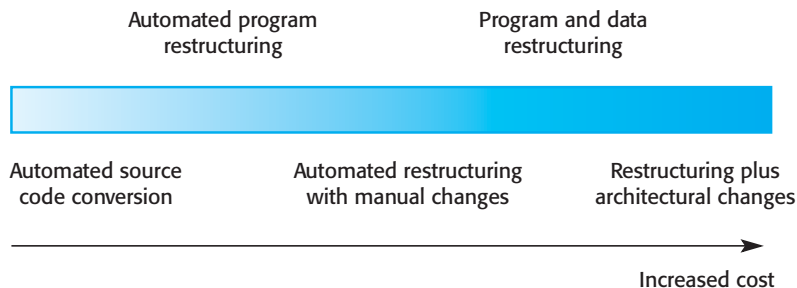 Automated program
restructuring
Program and data
restructuring
Automated source
code conversion
Automated restructuring
with manual changes
Restructuring plus
architectural changes
Increased cost